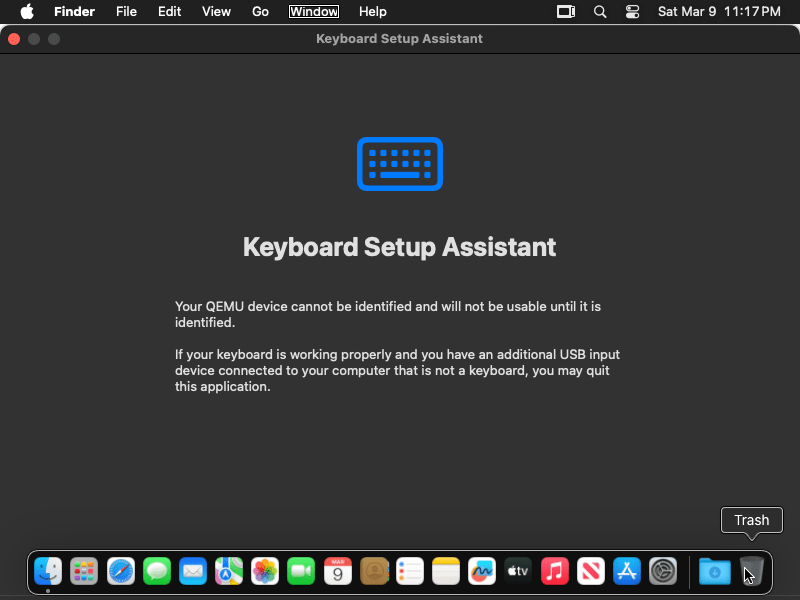 Finder File Edit View Go Window Help Sat Mar 9 11:17 PM
Keyboard Setup Assistant
Keyboard Setup Assistant
Your QEMU device cannot be identified and will not be usable until it is
identified.
If your keyboard is working properly and you have an additional USB input
device connected to your computer that is not a keyboard, you may quit
this application.
Trash
MAR
9
tv